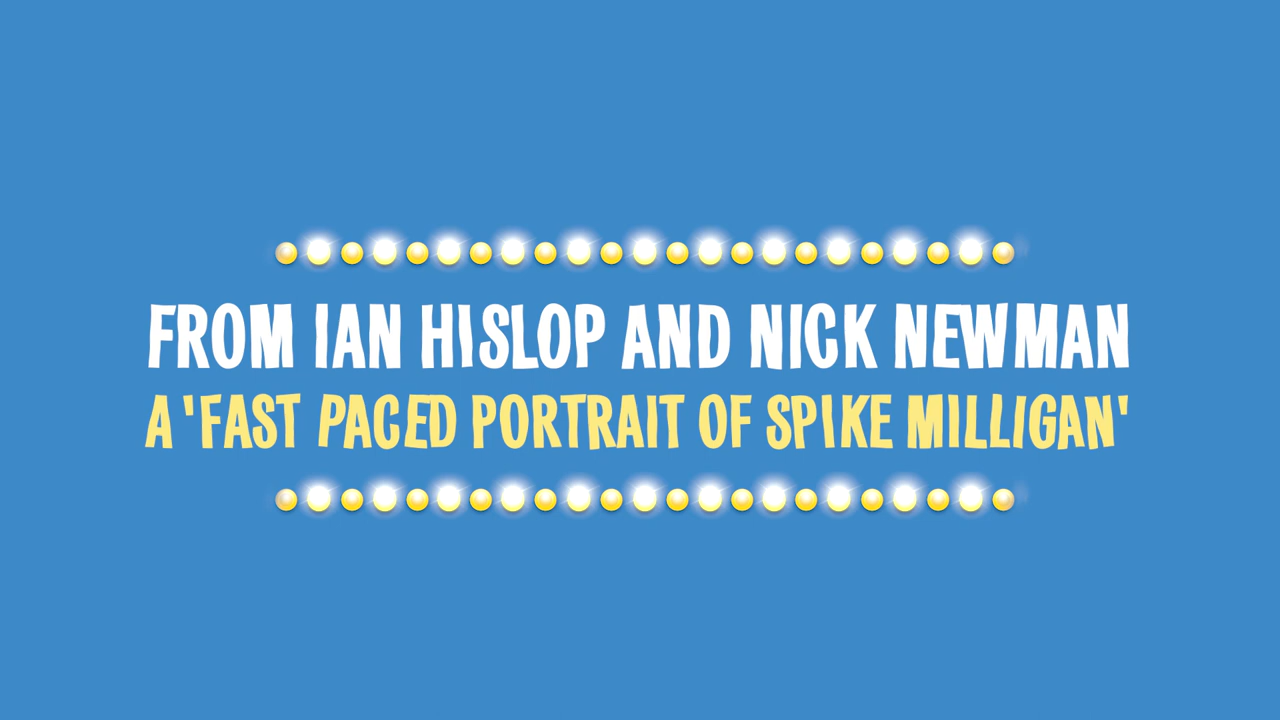 FROM IAN HISLOP AND NICK NEWMAN
A 'FAST PACED PORTRAIT OF SPIKE MILLIGAN'